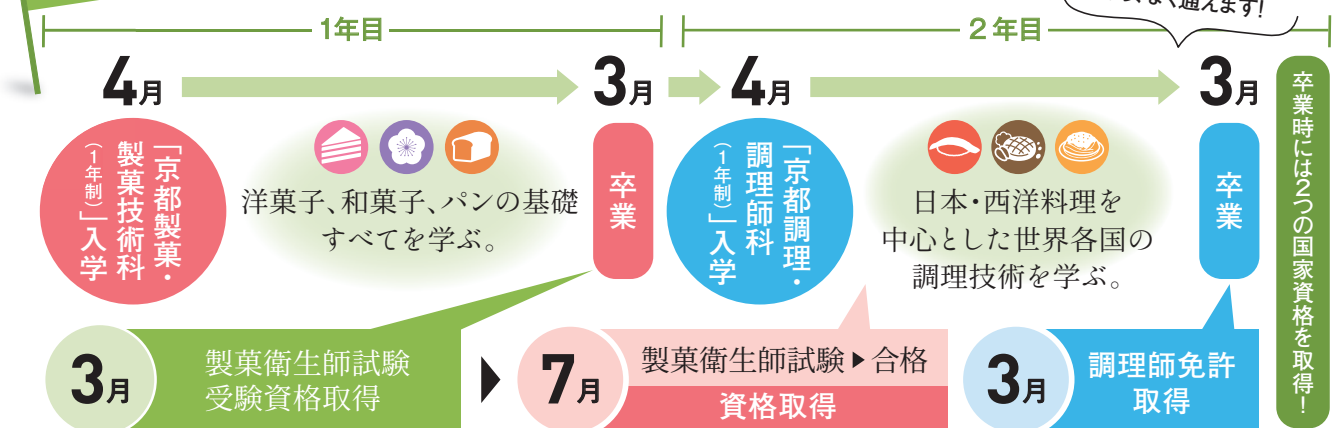 なく通えます!
1年目
2年目
4月
3月
4月
3月
「京都製菓・
製菓技術科
(1年制)」入学
洋菓子、和菓子、パンの基礎
すべてを学ぶ。
卒業
「京都調理・
調理師科
(1年制)」入学
日本・西洋料理を
中心とした世界各国の
調理技術を学ぶ。
卒業
卒業時には2つの国家資格を取得!
3月
製菓衛生師試験
受験資格取得
7月
製菓衛生師試験▶合格
資格取得
3月
調理師免許
取得